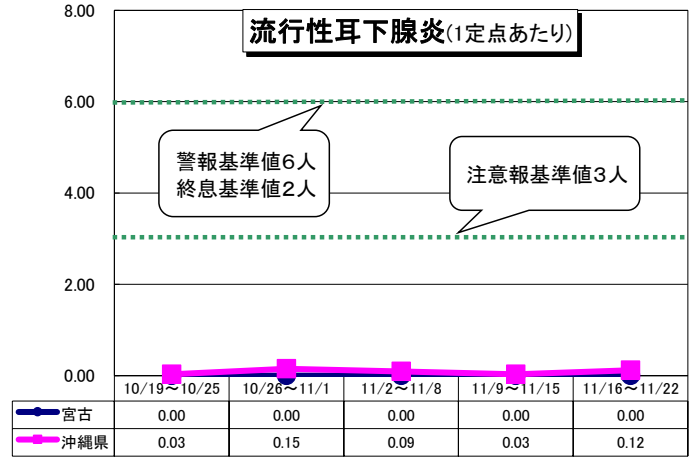 流行性耳下腺炎(1定点あたり)
8.00
6.00
警報基準値6人
終息基準値2人
注意報基準値3人
4.00
2.00
0.00
10/19～10/25 10/26～11/1 11/2～11/8 11/9～11/15 11/16～11/22
宮古 0.00 0.00 0.00 0.00 0.00
沖縄県 0.03 0.15 0.09 0.03 0.12